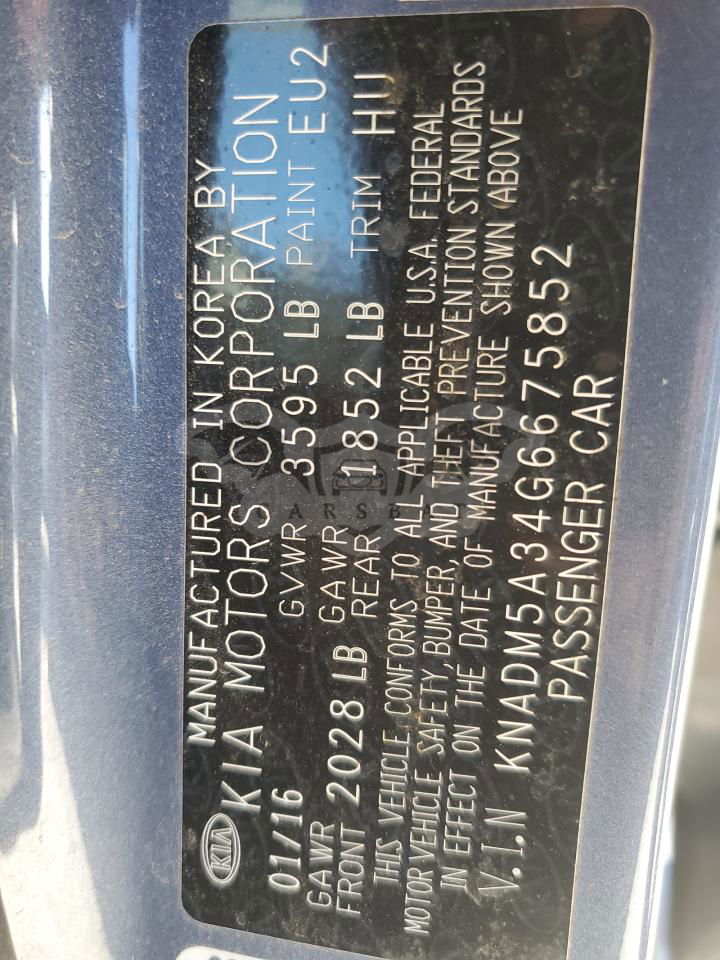 MANUFACTURED IN KOREA BY
KIA KIA MOTORS CORPORATION
01/16 GVWR 3595 LB PAINT EU2
GAWR FRONT 2028 LB GAWR REAR 1852 LB TRIM HU
THIS VEHICLE CONFORMS TO ALL APPLICABLE U.S.A. FEDERAL
MOTOR VEHICLE SAFETY, BUMPER, AND THEFT PREVENTION STANDARDS
IN EFFECT ON THE DATE OF MANUFACTURE SHOWN ABOVE
V.I.N KNADM5A34G6675852
PASSENGER CAR